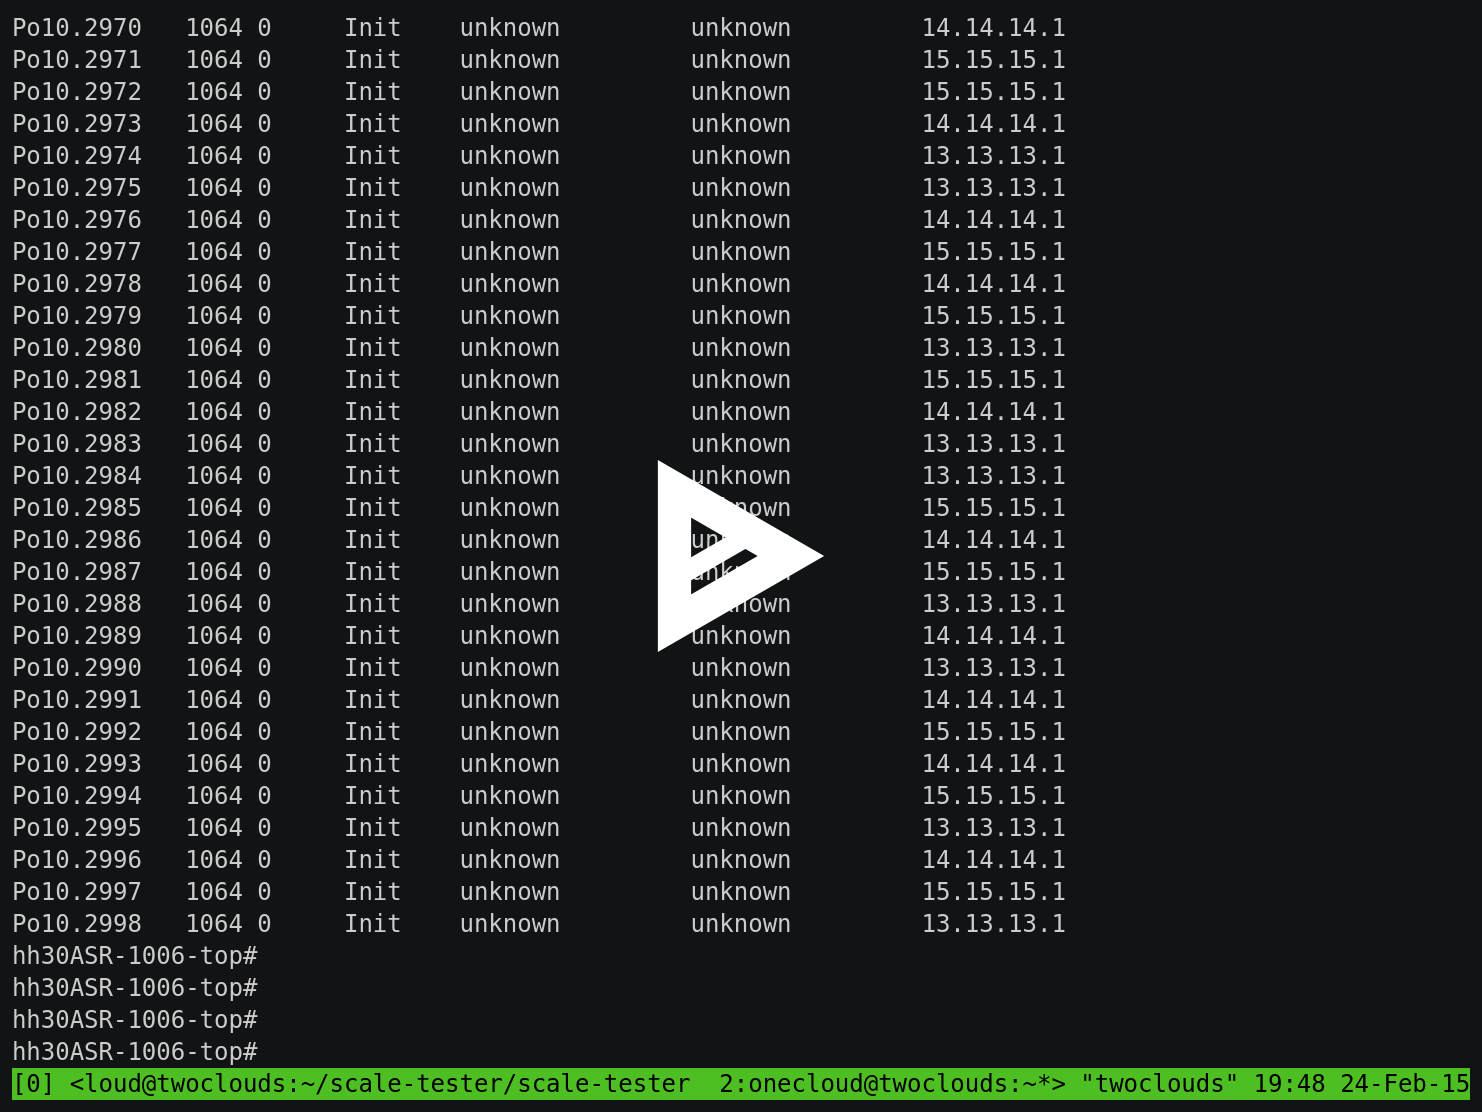 Po10.2970   1064 0     Init    unknown         unknown         14.14.14.1
Po10.2971   1064 0     Init    unknown         unknown         15.15.15.1
Po10.2972   1064 0     Init    unknown         unknown         15.15.15.1
Po10.2973   1064 0     Init    unknown         unknown         14.14.14.1
Po10.2974   1064 0     Init    unknown         unknown         13.13.13.1
Po10.2975   1064 0     Init    unknown         unknown         13.13.13.1
Po10.2976   1064 0     Init    unknown         unknown         14.14.14.1
Po10.2977   1064 0     Init    unknown         unknown         15.15.15.1
Po10.2978   1064 0     Init    unknown         unknown         14.14.14.1
Po10.2979   1064 0     Init    unknown         unknown         15.15.15.1
Po10.2980   1064 0     Init    unknown         unknown         13.13.13.1
Po10.2981   1064 0     Init    unknown         unknown         15.15.15.1
Po10.2982   1064 0     Init    unknown         unknown         14.14.14.1
Po10.2983   1064 0     Init    unknown         unknown         13.13.13.1
Po10.2984   1064 0     Init    unknown         unknown         13.13.13.1
Po10.2985   1064 0     Init    unknown                         15.15.15.1
Po10.2986   1064 0     Init    unknown                         14.14.14.1
Po10.2987   1064 0     Init    unknown                         15.15.15.1
Po10.2988   1064 0     Init    unknown                         13.13.13.1
Po10.2989   1064 0     Init    unknown         unknown         14.14.14.1
Po10.2990   1064 0     Init    unknown         unknown         13.13.13.1
Po10.2991   1064 0     Init    unknown         unknown         14.14.14.1
Po10.2992   1064 0     Init    unknown         unknown         15.15.15.1
Po10.2993   1064 0     Init    unknown         unknown         14.14.14.1
Po10.2994   1064 0     Init    unknown         unknown         15.15.15.1
Po10.2995   1064 0     Init    unknown         unknown         13.13.13.1
Po10.2996   1064 0     Init    unknown         unknown         14.14.14.1
Po10.2997   1064 0     Init    unknown         unknown         15.15.15.1
Po10.2998   1064 0     Init    unknown         unknown         13.13.13.1
hh30ASR-1006-top#
hh30ASR-1006-top#
hh30ASR-1006-top#
hh30ASR-1006-top#
[0] <loud@twoclouds:~/scale-tester/scale-tester  2:onecloud@twoclouds:~*> "twoclouds" 19:48 24-Feb-15